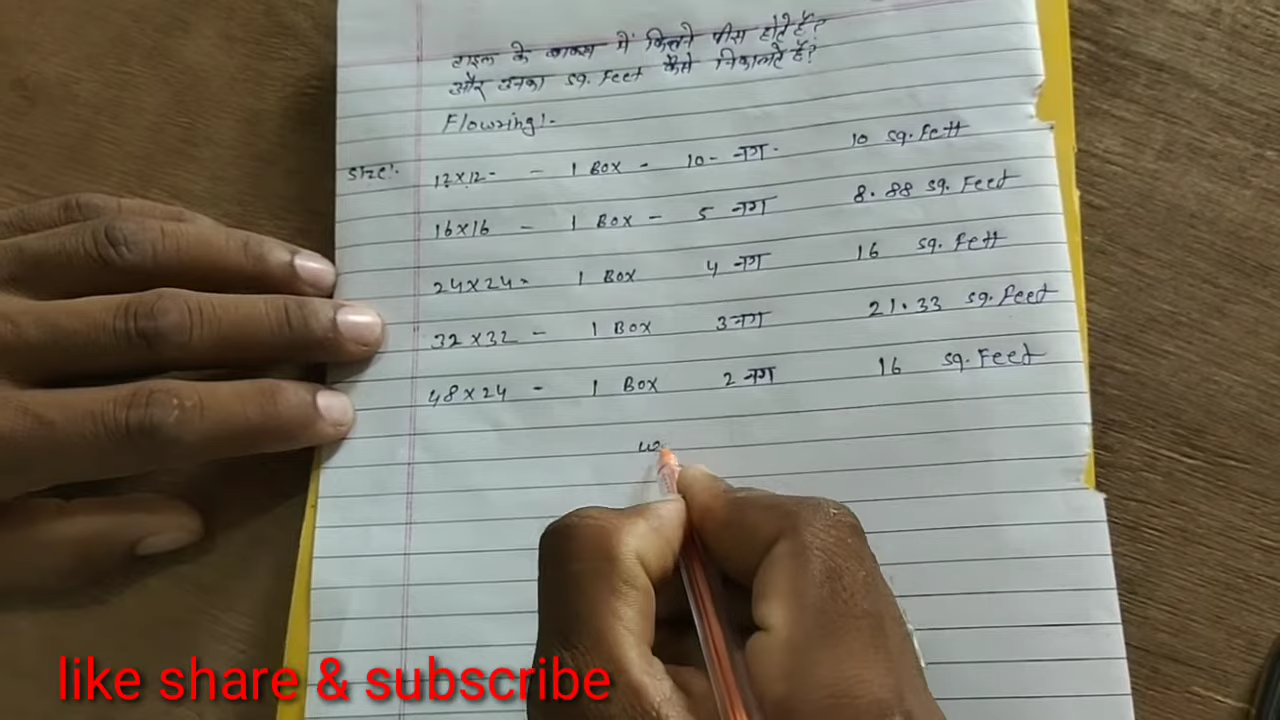 टाइल के बाक्स में कितने पीस होते हैं?
और उनका sq. Feet कैसे निकालते हैं?
Flowring:-
Size:-
12x12- - 1 Box - 10- नग- 10 sq. Fett
16x16 - 1 Box - 5 नग 8.88 sq. Feet
24x24- 1 Box 4 नग 16 sq. Fett
32x32 - 1 Box 3 नग 21.33 sq. Feet
48x24 - 1 Box 2 नग 16 sq. Feet
like share & subscribe